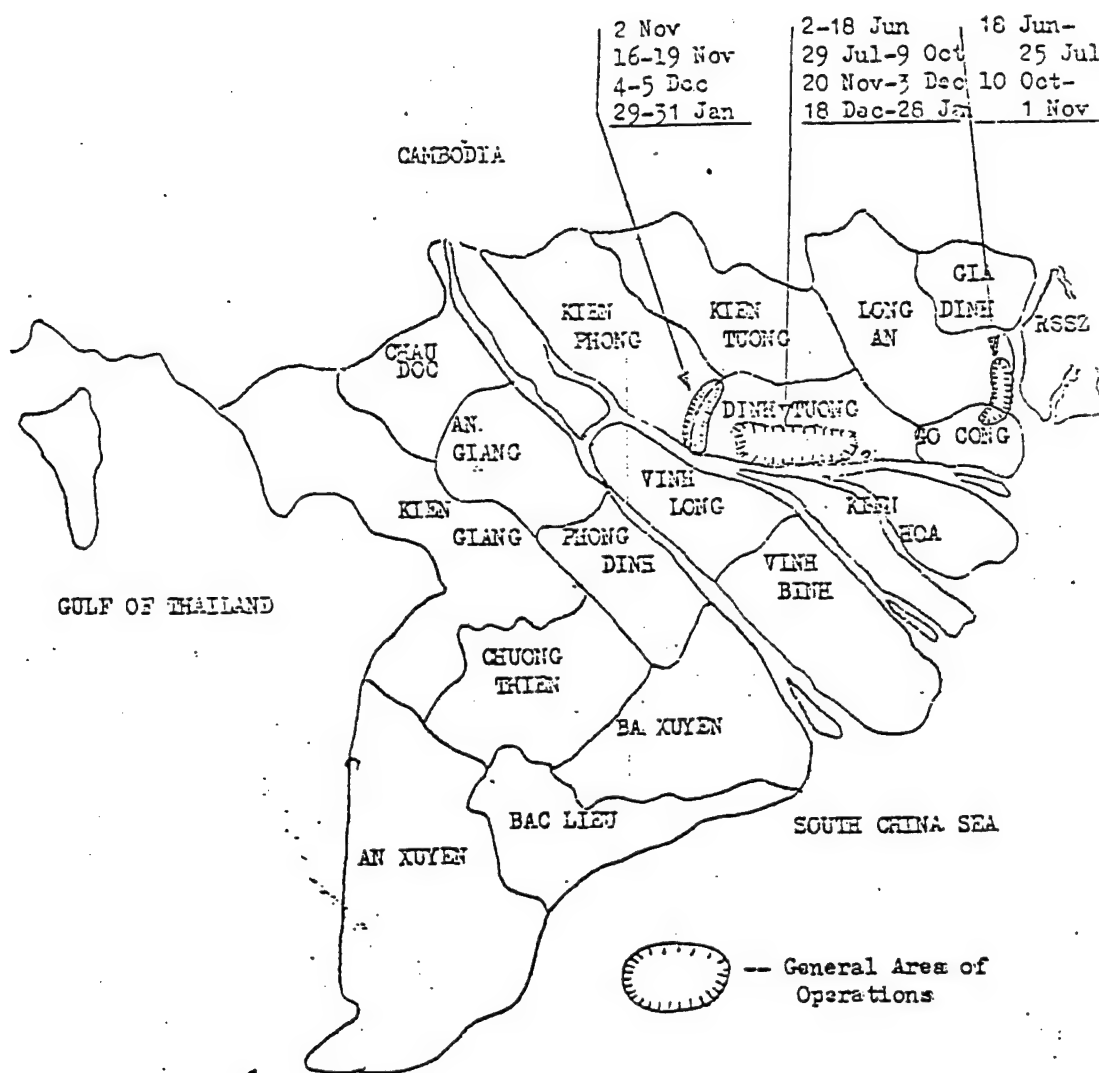 2 Nov
16-19 Nov
4-5 Dec
29-31 Jan
2-18 Jun
29 Jul-9 Oct
20 Nov-3 Dec
18 Dec-28 Jan
18 Jun-
25 Jul
10 Oct-
1 Nov
CAMBODIA
GIA
DINH
RSSZ
LONG
AN
KIEN
TUONG
KIEN
PHONG
CHAU
DOC
AN
GIANG
DINH TUONG
GO CONG
VINH
LONG
KIEN
HOA
KIEN
GIANG
PHONG
DINH
VINH
BINH
GULF OF THAILAND
CHUONG
THIEN
BA XUYEN
BAC LIEU
SOUTH CHINA SEA
AN XUYEN
-- General Area of
Operations